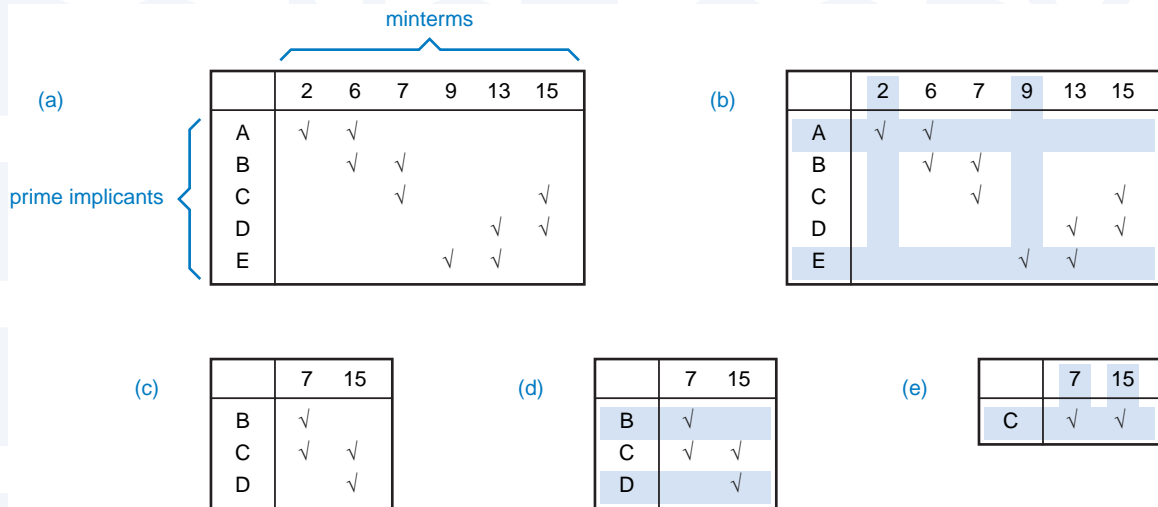 minterms
(a)
2 6 7 9 13 15
A √ √
B √ √
prime implicants
C √ √
D √ √
E √ √
(b)
2 6 7 9 13 15
A √ √
B √ √
C √ √
D √ √
E √ √
(c)
7 15
B √
C √ √
D √
(d)
7 15
B √
C √ √
D √
(e)
7 15
C √ √